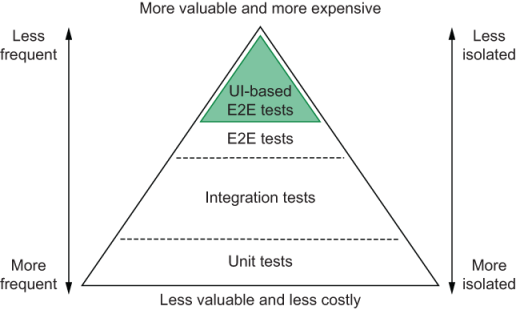 More valuable and more expensive
Less
frequent
Less
isolated
UI-based
E2E tests
E2E tests
Integration tests
Unit tests
More
frequent
More
isolated
Less valuable and less costly